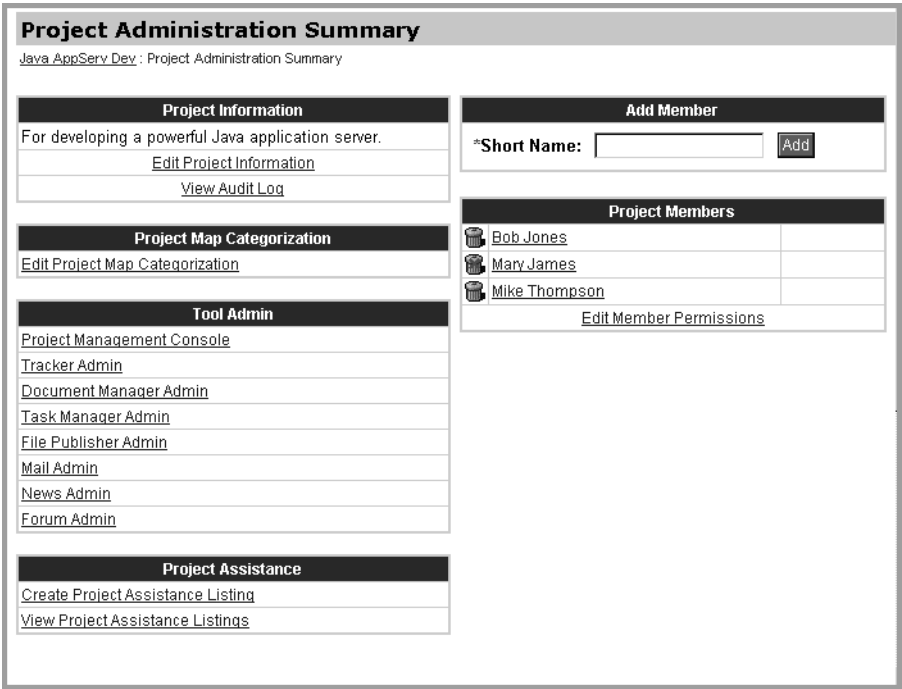 Project Administration Summary
Java AppServ Dev : Project Administration Summary
Project Information
For developing a powerful Java application server.
Edit Project Information
View Audit Log
Project Map Categorization
Edit Project Map Categorization
Tool Admin
Project Management Console
Tracker Admin
Document Manager Admin
Task Manager Admin
File Publisher Admin
Mail Admin
News Admin
Forum Admin
Project Assistance
Create Project Assistance Listing
View Project Assistance Listings
Add Member
*Short Name: Add
Project Members
Bob Jones
Mary James
Mike Thompson
Edit Member Permissions